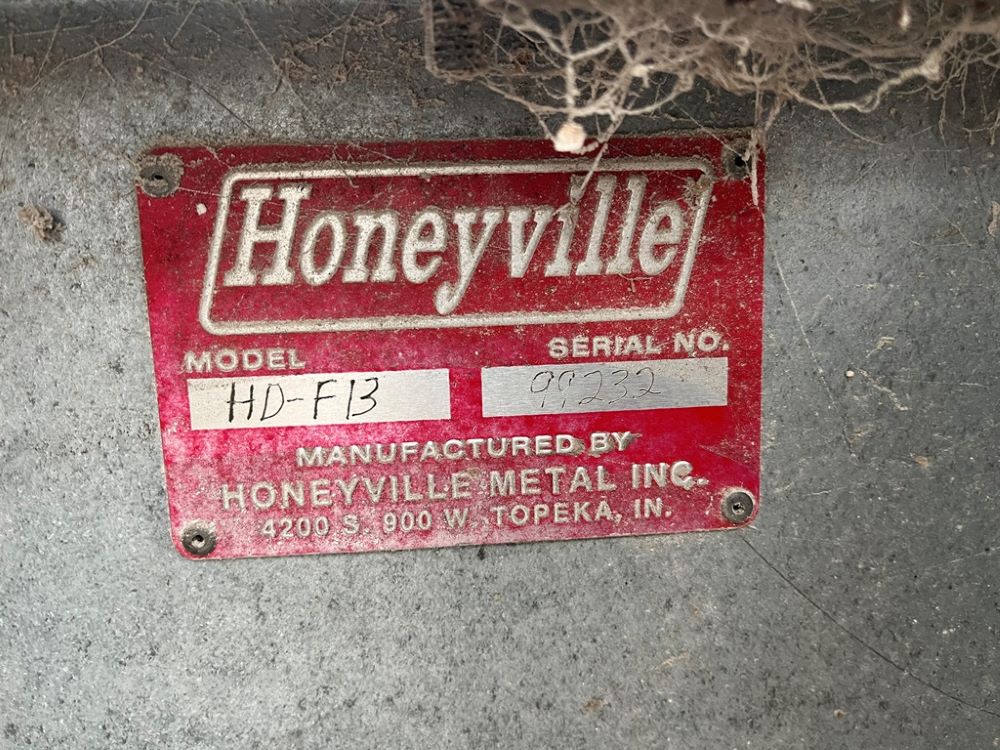 Honeyville
MODEL SERIAL NO.
HD-F13 99232
MANUFACTURED BY
HONEYVILLE METAL INC.
4200 S. 900 W. TOPEKA, IN.